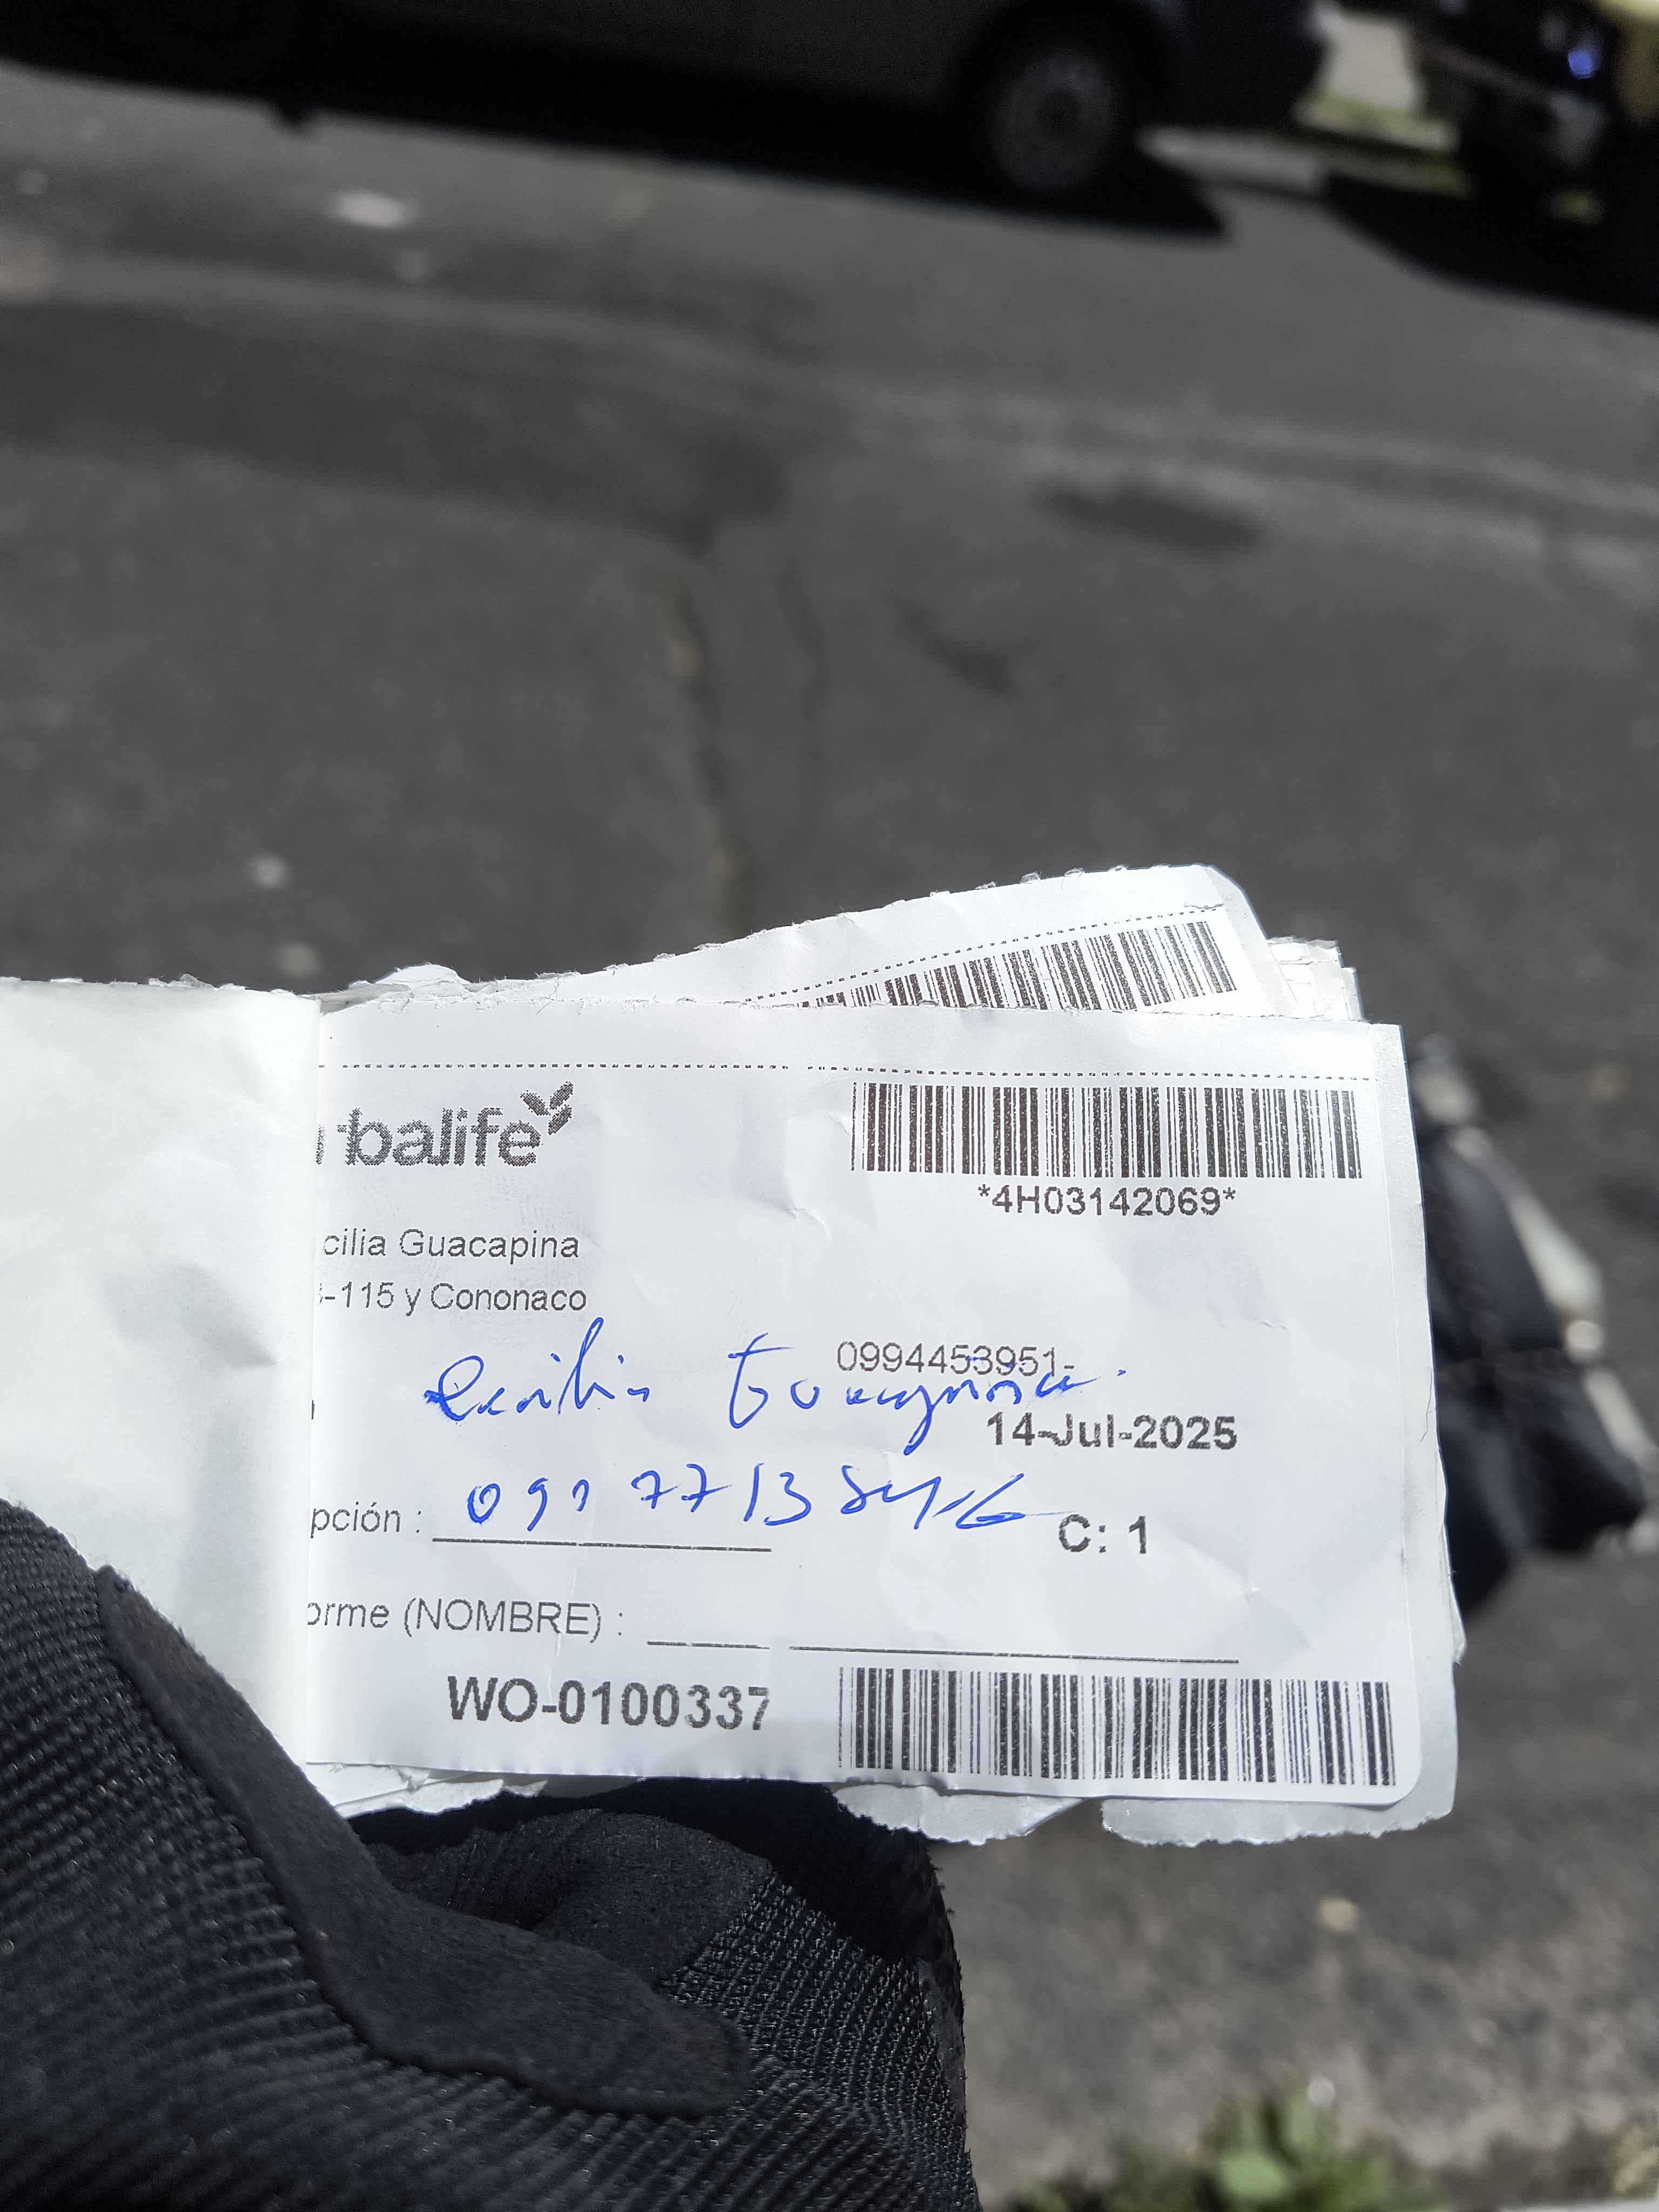 rbalife
*4H03142069*
cilia Guacapina
-115 y Cononaco
0994453951-
14-Jul-2025
pción :
C: 1
orme (NOMBRE) :
WO-0100337